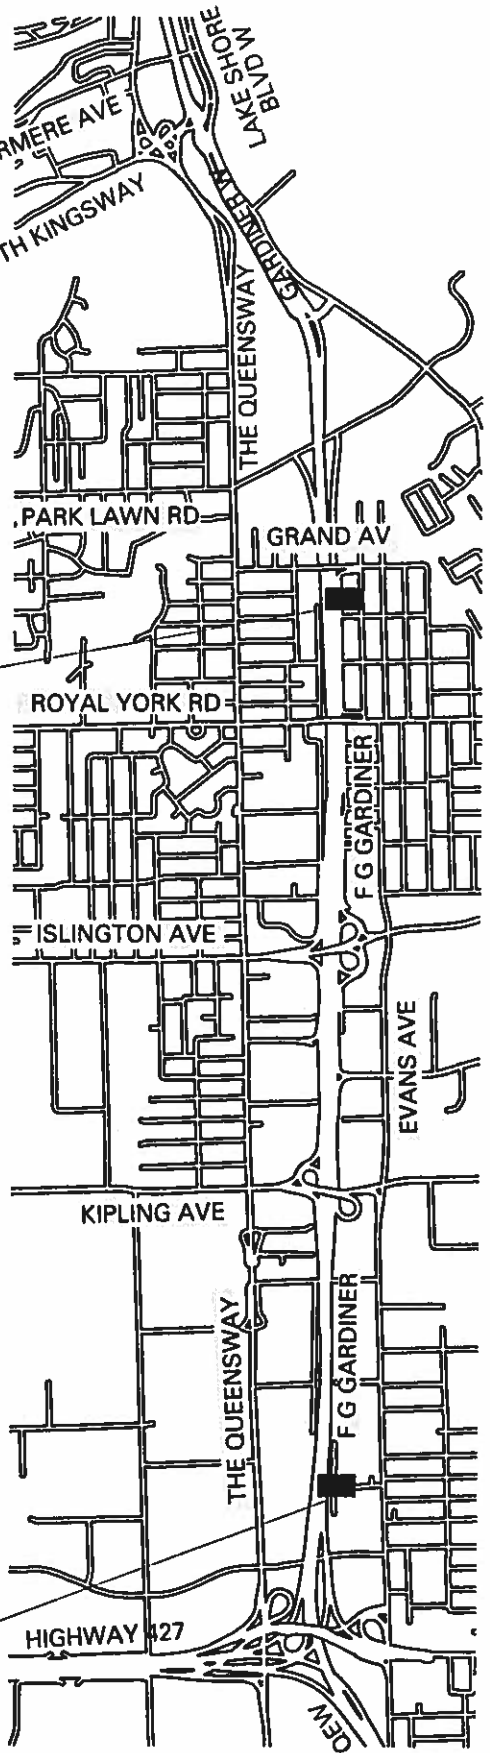 LAKE SHORE
BLVD W
RMERE AVE
TH KINGSWAY
GARDINER W
THE QUEENSWAY
PARK LAWN RD
GRAND AV
ROYAL YORK RD
F G GARDINER
ISLINGTON AVE
EVANS AVE
KIPLING AVE
THE QUEENSWAY
F G GARDINER
HIGHWAY 427
QEW